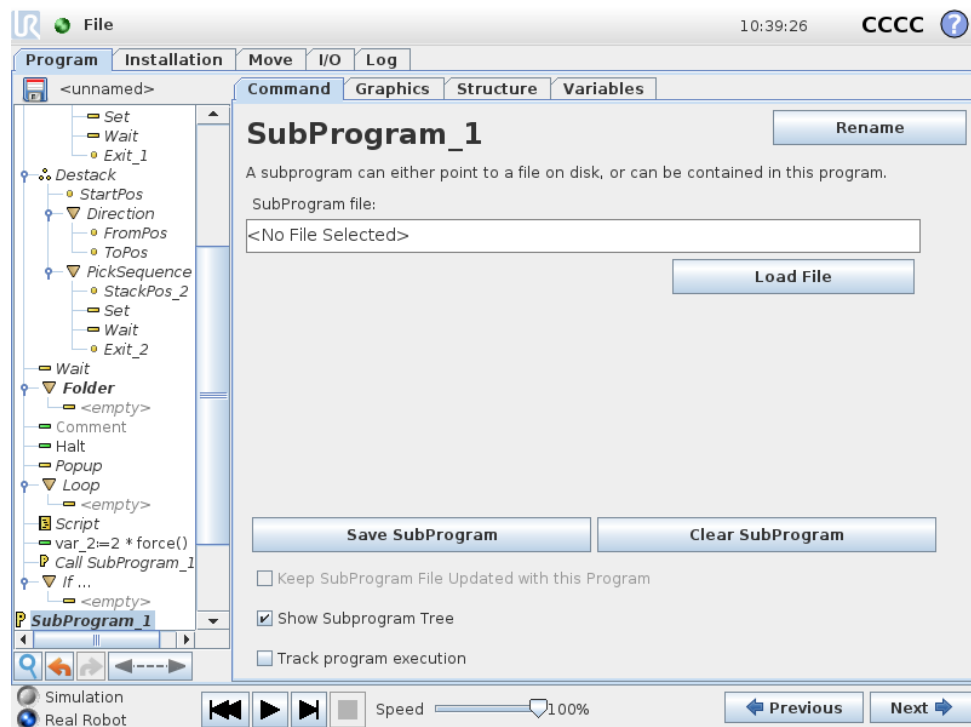 UR File 10:39:26 CCCC ?
Program Installation Move I/O Log
<unnamed>
Command Graphics Structure Variables
Set
Wait
Exit_1
Destack
StartPos
Direction
FromPos
ToPos
PickSequence
StackPos_2
Set
Wait
Exit_2
Wait
Folder
<empty>
Comment
Halt
Popup
Loop
<empty>
Script
var_2:=2 * force()
P Call SubProgram_1
If ...
<empty>
P SubProgram_1
SubProgram_1
Rename
A subprogram can either point to a file on disk, or can be contained in this program.
SubProgram file:
<No File Selected>
Load File
Save SubProgram Clear SubProgram
Keep SubProgram File Updated with this Program
Show Subprogram Tree
Track program execution
Simulation
Real Robot
Speed 100%
Previous Next